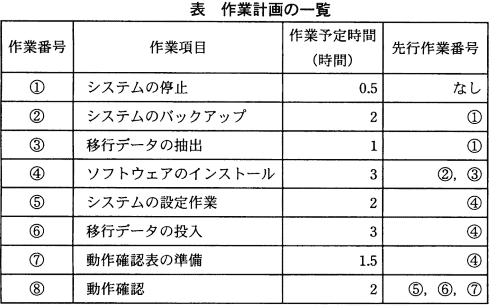 表　作業計画の一覧
作業番号 作業項目 作業予定時間（時間） 先行作業番号
① システムの停止 0.5 なし
② システムのバックアップ 2 ①
③ 移行データの抽出 1 ①
④ ソフトウェアのインストール 3 ②，③
⑤ システムの設定作業 2 ④
⑥ 移行データの投入 3 ④
⑦ 動作確認表の準備 1.5 ④
⑧ 動作確認 2 ⑤，⑥，⑦